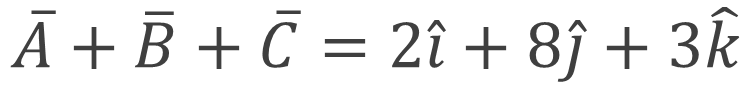 A̅ + B̅ + C̅ = 2î + 8ĵ + 3k̂